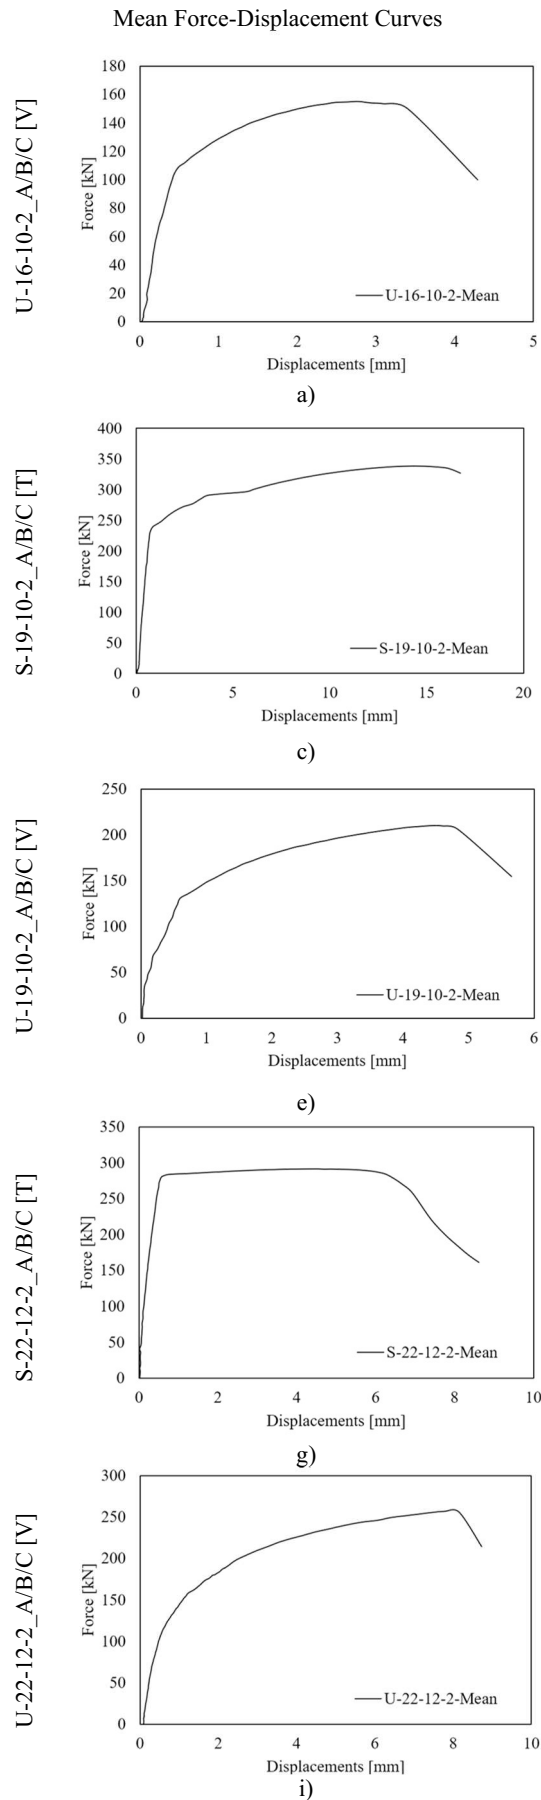 Mean Force-Displacement Curves
U-16-10-2_A/B/C [V]
Force [kN]
180
160
140
120
100
80
60
40
20
0
U-16-10-2-Mean
0 1 2 3 4 5
Displacements [mm]
a)
S-19-10-2_A/B/C [T]
Force [kN]
400
350
300
250
200
150
100
50
0
S-19-10-2-Mean
0 5 10 15 20
Displacements [mm]
c)
U-19-10-2_A/B/C [V]
Force [kN]
250
200
150
100
50
0
U-19-10-2-Mean
0 1 2 3 4 5 6
Displacements [mm]
e)
S-22-12-2_A/B/C [T]
Force [kN]
350
300
250
200
150
100
50
0
S-22-12-2-Mean
0 2 4 6 8 10
Displacements [mm]
g)
U-22-12-2_A/B/C [V]
Force [kN]
300
250
200
150
100
50
0
U-22-12-2-Mean
0 2 4 6 8 10
Displacements [mm]
i)